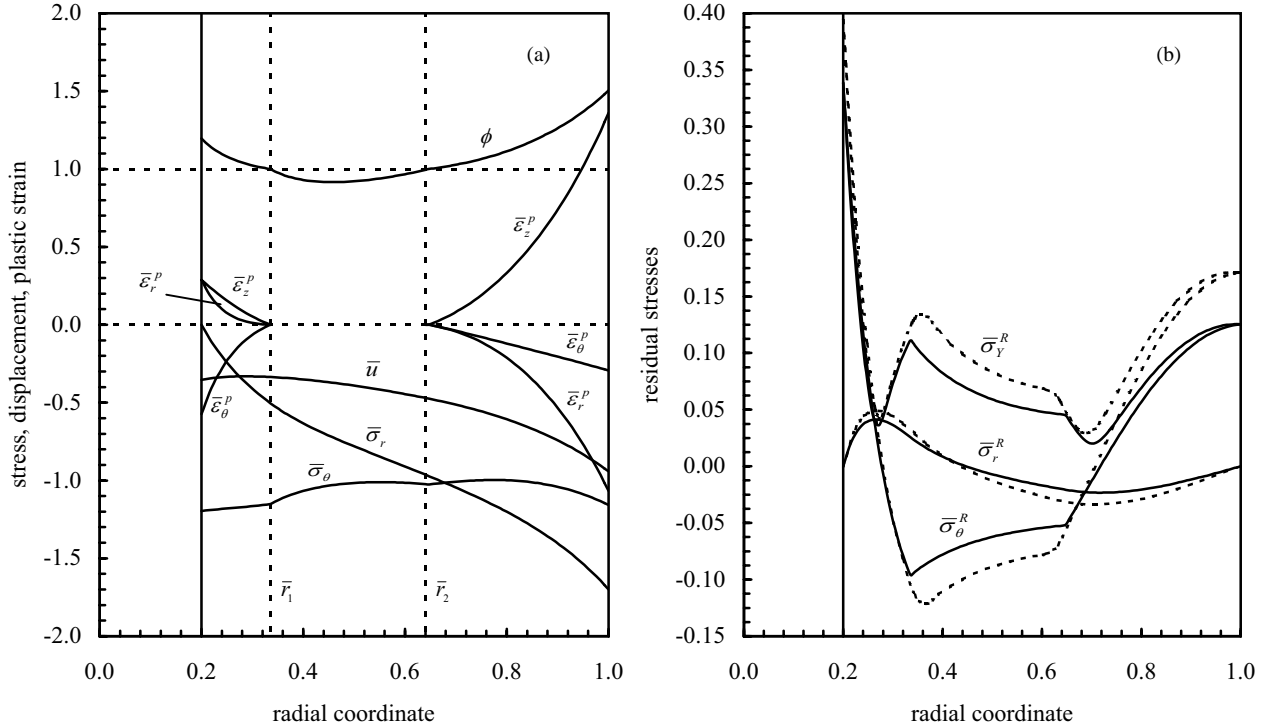 stress, displacement, plastic strain
2.0
1.5
1.0
0.5
0.0
-0.5
-1.0
-1.5
-2.0
(a)
ϕ
ε̅_z^p
ε̅_r^p
ε̅_z^p
ε̅_θ^p
ε̅_θ^p
u̅
ε̅_r^p
σ̅_r
σ̅_θ
r̅_1
r̅_2
0.0 0.2 0.4 0.6 0.8 1.0
radial coordinate
residual stresses
0.40
0.35
0.30
0.25
0.20
0.15
0.10
0.05
0.00
-0.05
-0.10
-0.15
(b)
σ̅_Y^R
σ̅_r^R
σ̅_θ^R
0.0 0.2 0.4 0.6 0.8 1.0
radial coordinate